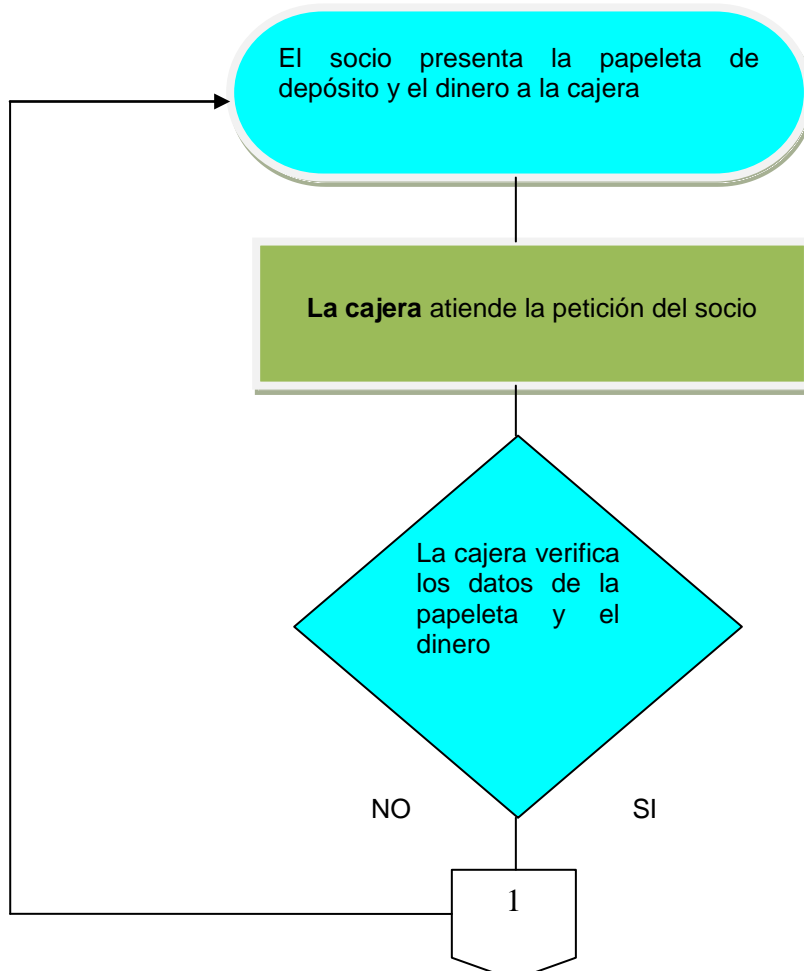 El socio presenta la papeleta de
depósito y el dinero a la cajera
La cajera atiende la petición del socio
La cajera verifica
los datos de la
papeleta y el
dinero
NO
SI
1